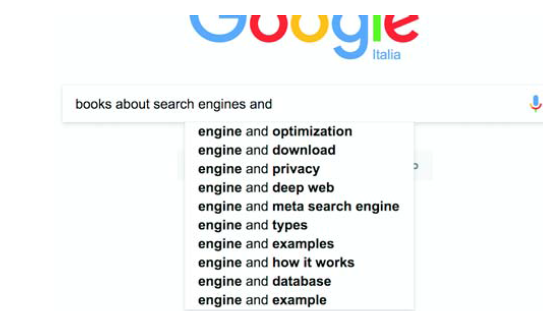 Google
Italia
books about search engines and
engine and optimization
engine and download
engine and privacy
engine and deep web
engine and meta search engine
engine and types
engine and examples
engine and how it works
engine and database
engine and example